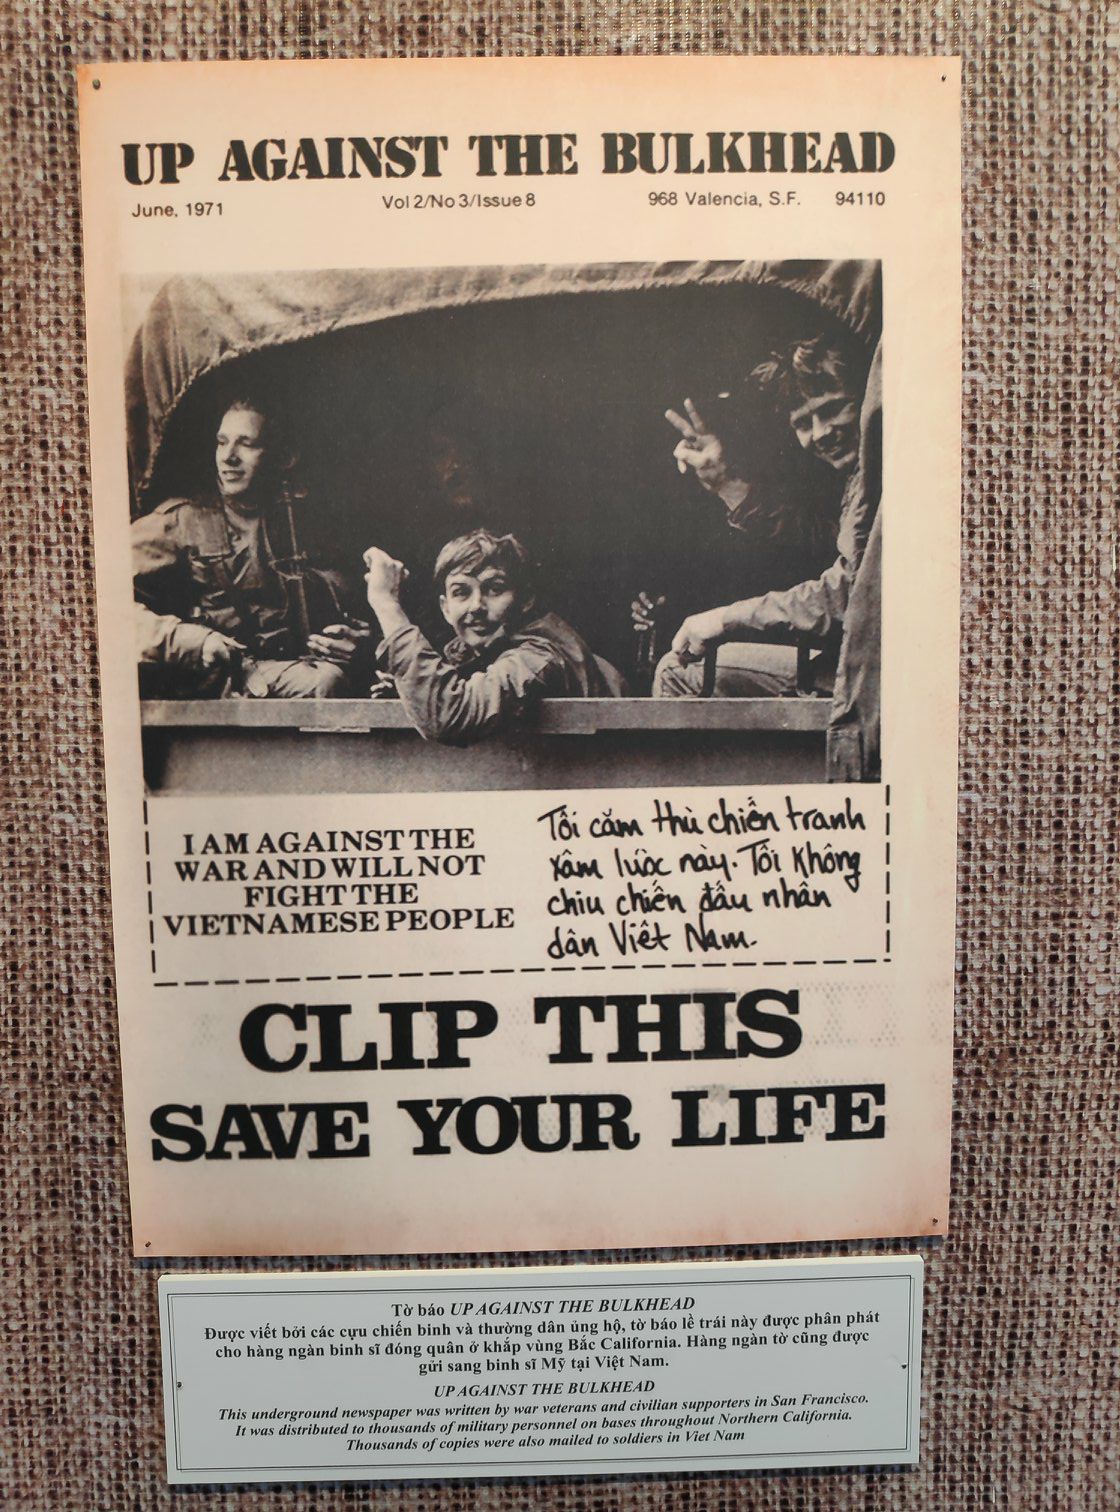 UP AGAINST THE BULKHEAD
June, 1971 Vol 2/No 3/Issue 8 968 Valencia, S.F. 94110
I AM AGAINST THE
WAR AND WILL NOT
FIGHT THE
VIETNAMESE PEOPLE
Tôi căm thù chiến tranh
xâm lược này. Tôi không
chiu chiến đấu nhân
dân Việt Nam.
CLIP THIS
SAVE YOUR LIFE
Tờ báo UP AGAINST THE BULKHEAD
Được viết bởi các cựu chiến binh và thường dân ủng hộ, tờ báo lề trái này được phân phát
cho hàng ngàn binh sĩ đóng quân ở khắp vùng Bắc California. Hàng ngàn tờ cũng được
gửi sang binh sĩ Mỹ tại Việt Nam.
UP AGAINST THE BULKHEAD
This underground newspaper was written by war veterans and civilian supporters in San Francisco.
It was distributed to thousands of military personnel on bases throughout Northern California.
Thousands of copies were also mailed to soldiers in Viet Nam